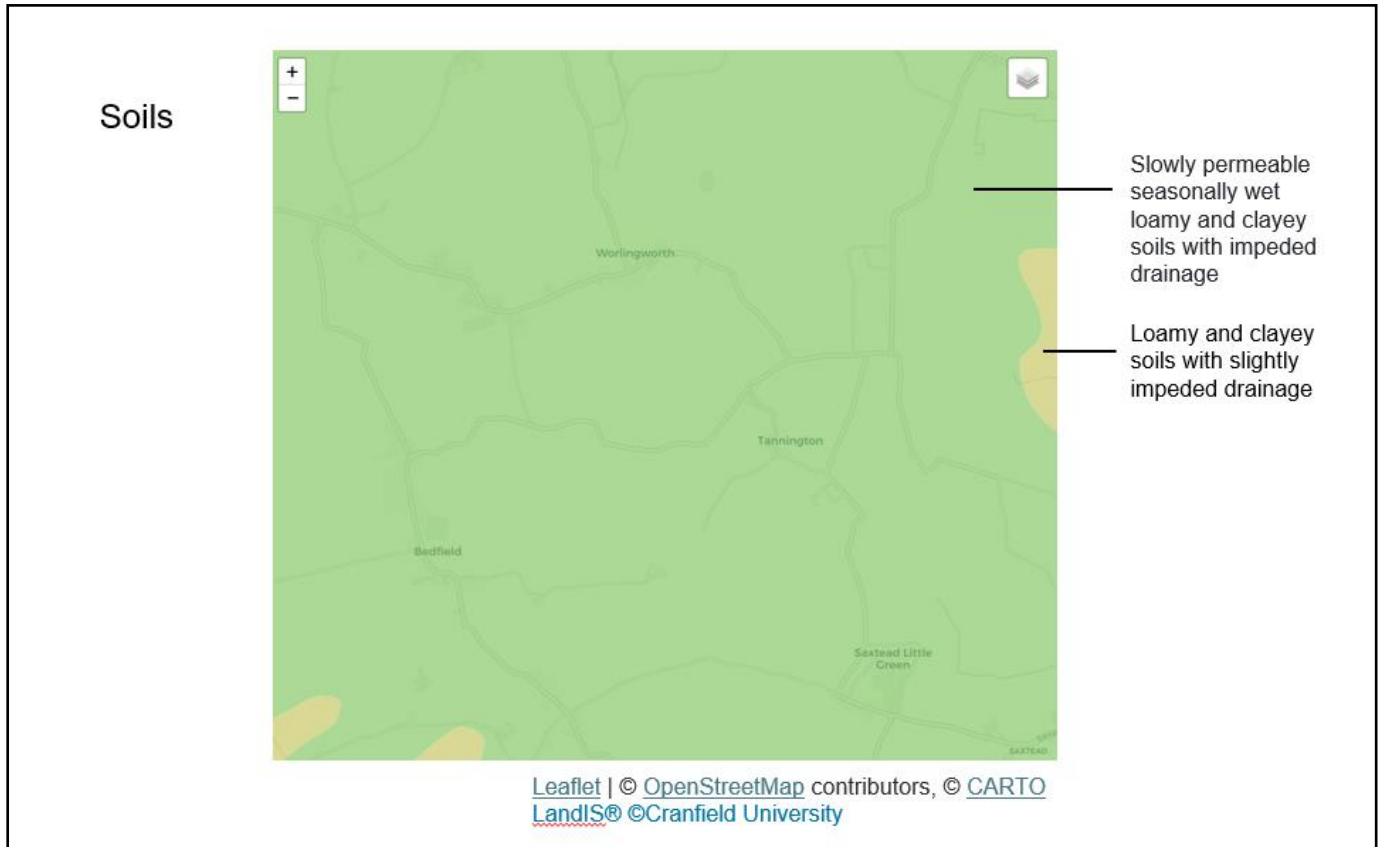 Soils
+
−
Slowly permeable
seasonally wet
loamy and clayey
soils with impeded
drainage
Worlingworth
Loamy and clayey
soils with slightly
impeded drainage
Tannington
Bedfield
Saxtead Little
Green
SAXTEAD
Leaflet | © OpenStreetMap contributors, © CARTO
LandIS® ©Cranfield University